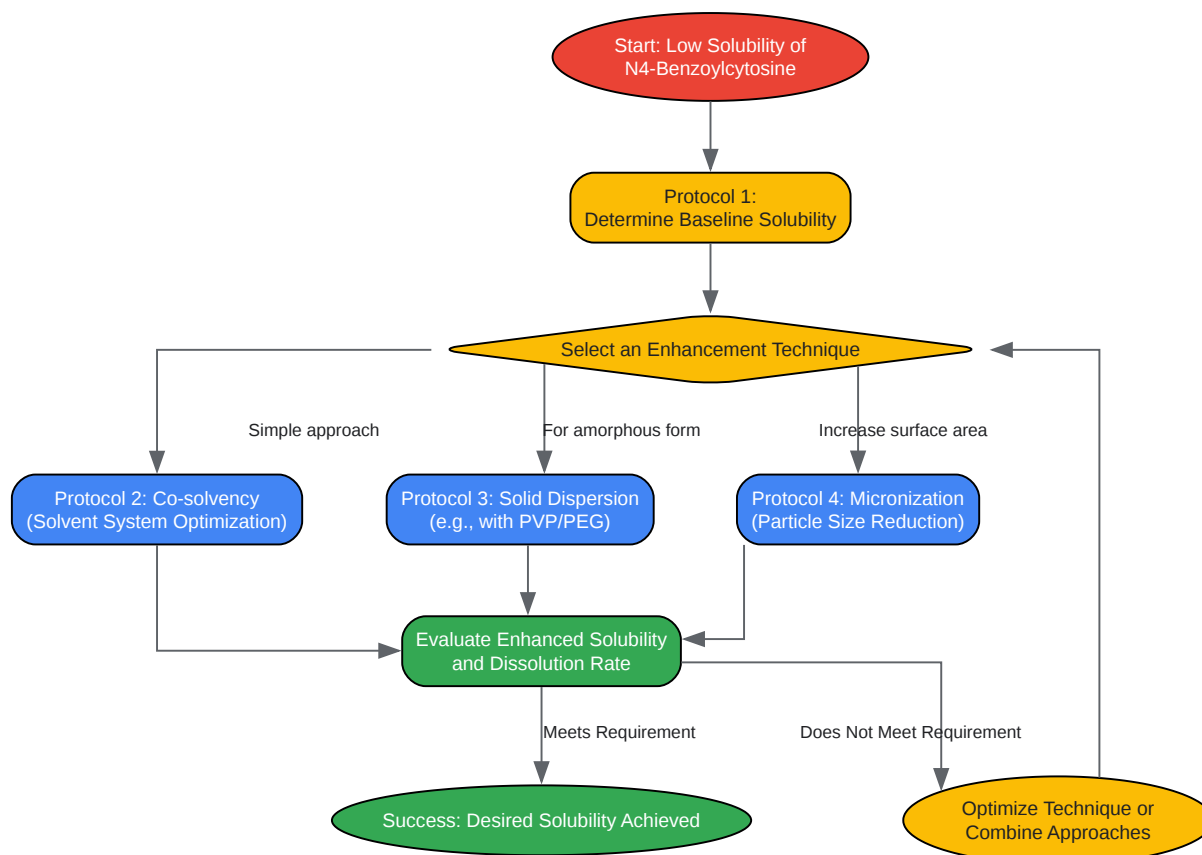 Start: Low Solubility of
N4-Benzoylcytosine
Protocol 1:
Determine Baseline Solubility
Select an Enhancement Technique
Simple approach
For amorphous form
Increase surface area
Protocol 2: Co-solvency
(Solvent System Optimization)
Protocol 3: Solid Dispersion
(e.g., with PVP/PEG)
Protocol 4: Micronization
(Particle Size Reduction)
Evaluate Enhanced Solubility
and Dissolution Rate
Meets Requirement
Does Not Meet Requirement
Success: Desired Solubility Achieved
Optimize Technique or
Combine Approaches